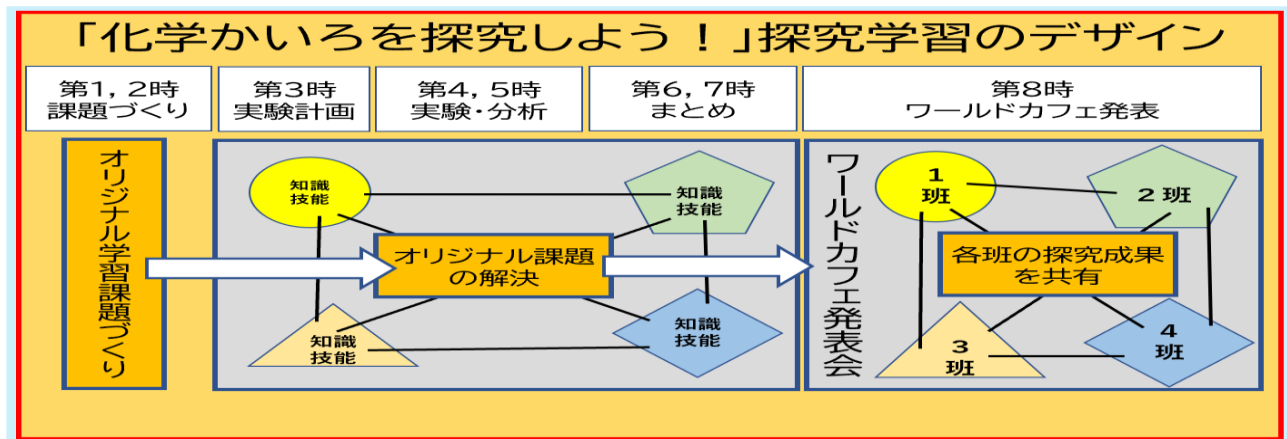 「化学かいろを探究しよう！」探究学習のデザイン
第1,2時
課題づくり
第3時
実験計画
第4,5時
実験・分析
第6,7時
まとめ
第8時
ワールドカフェ発表
オリジナル学習課題づくり
知識
技能
知識
技能
オリジナル課題
の解決
知識
技能
知識
技能
ワールドカフェ発表会
1
班
2班
各班の探究成果
を共有
3
班
4
班